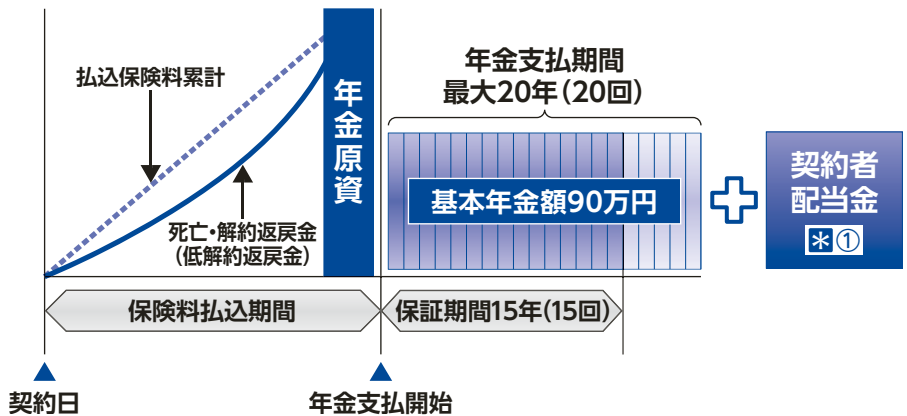 払込保険料累計
死亡・解約返戻金
（低解約返戻金）
年金原資
年金支払期間
最大20年（20回）
基本年金額90万円
契約者
配当金
＊①
保険料払込期間
保証期間15年(15回)
契約日
年金支払開始